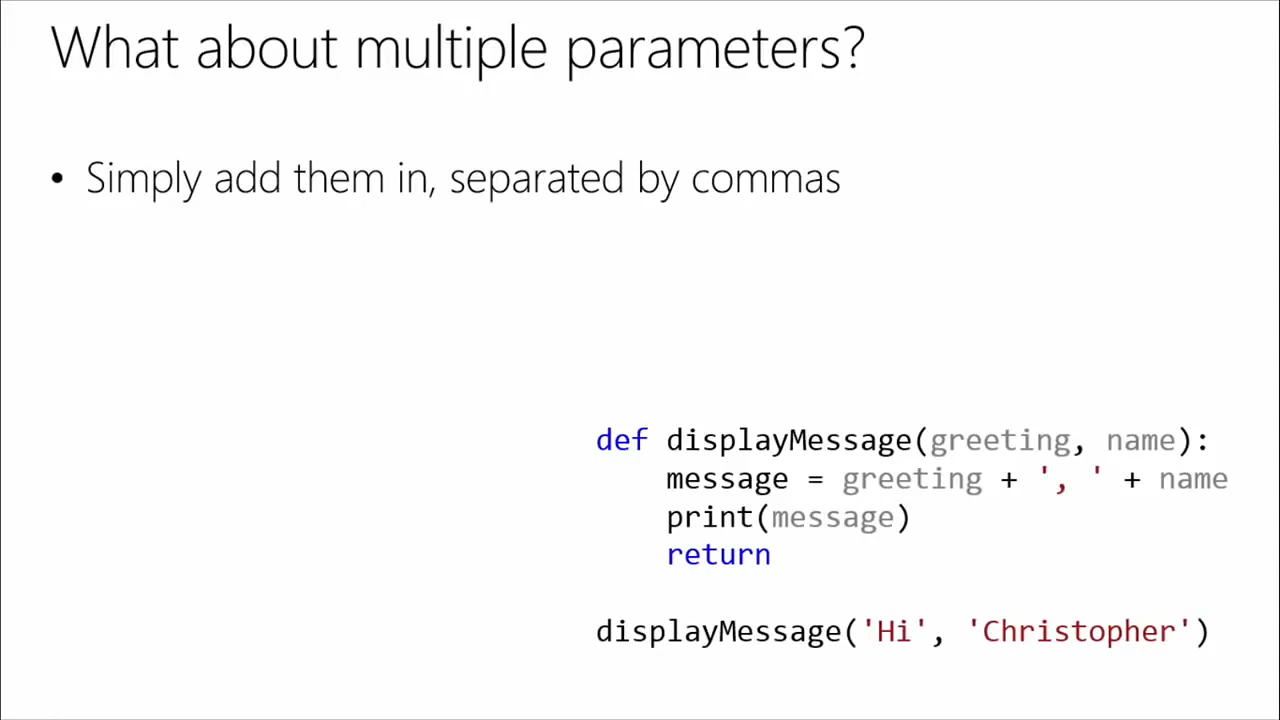 What about multiple parameters?
• Simply add them in, separated by commas
def displayMessage(greeting, name):
    message = greeting + ', ' + name
    print(message)
    return
displayMessage('Hi', 'Christopher')